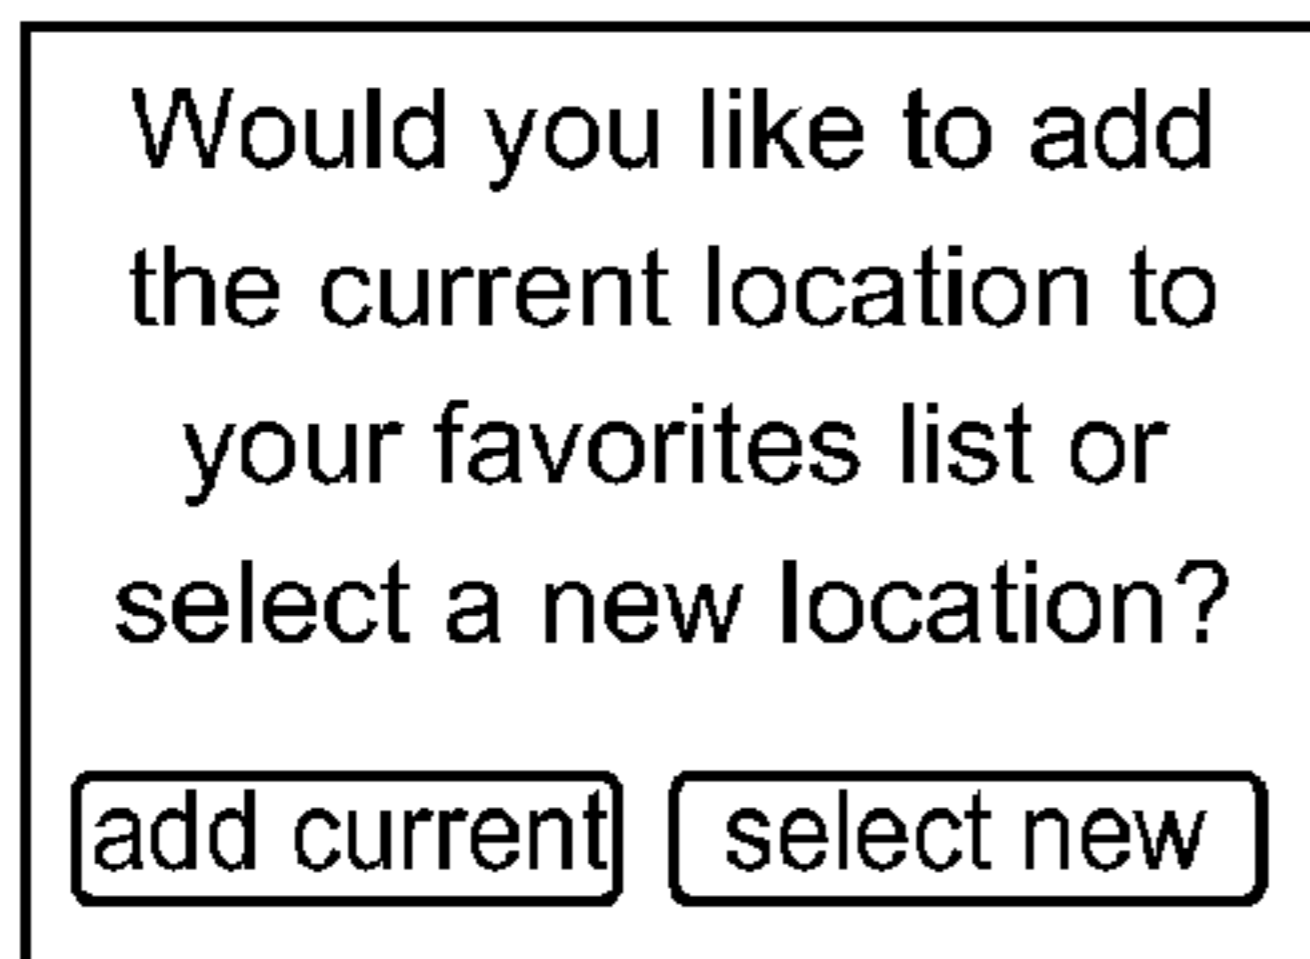 Would you like to add
the current location to
your favorites list or
select a new location?
add current
select new